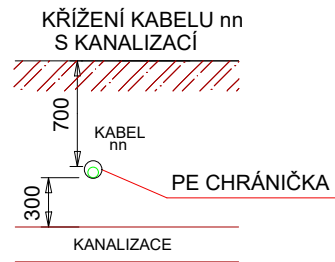 KŘÍŽENÍ KABELU nn
S KANALIZACÍ
700
KABEL
nn
PE CHRÁNIČKA
300
KANALIZACE